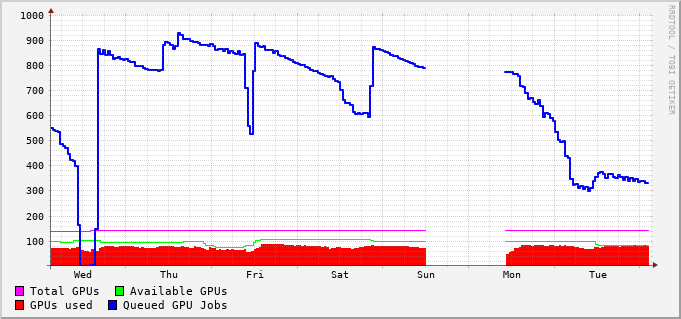 1000
900
800
700
600
500
400
300
200
100
Wed Thu Fri Sat Sun Mon Tue
Total GPUs Available GPUs
GPUs used Queued GPU Jobs
RRDTOOL / TOBI OETIKER